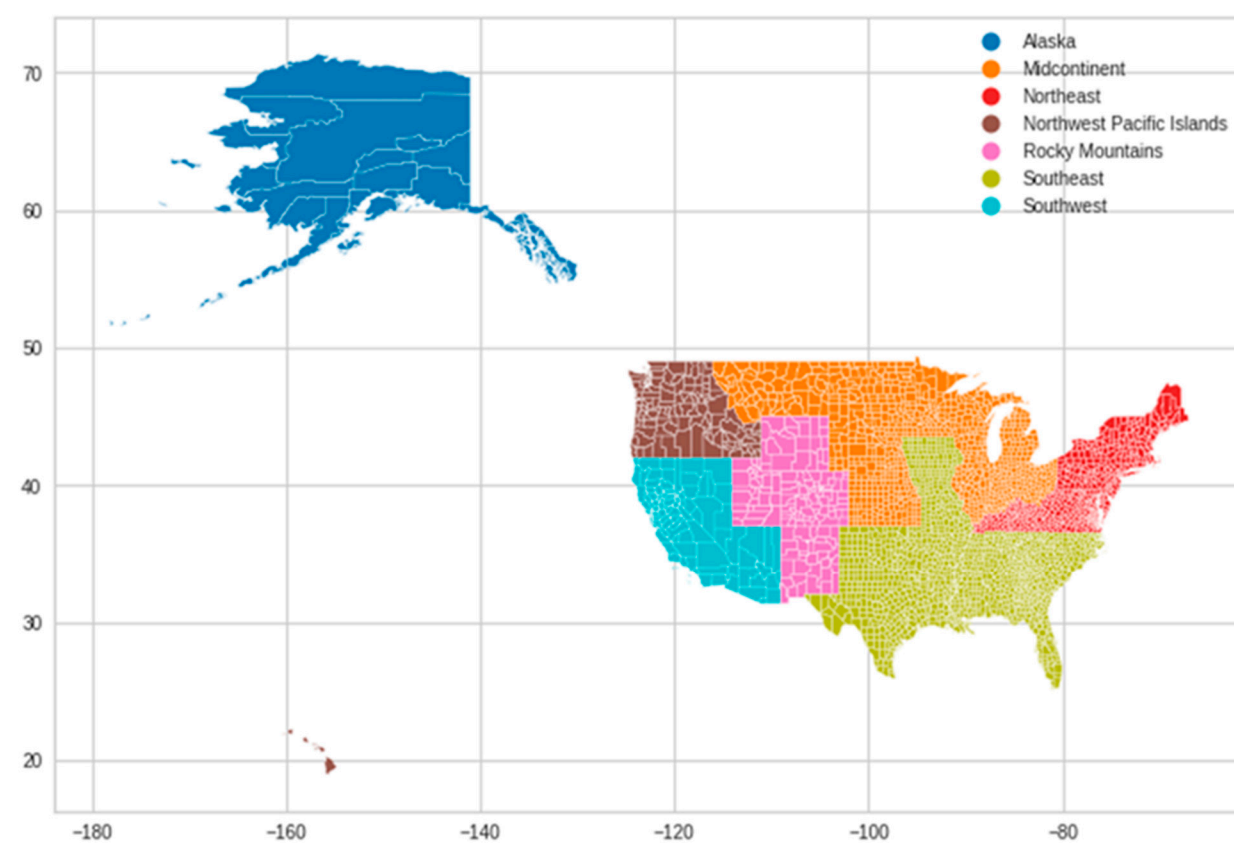 Alaska
Midcontinent
Northeast
Northwest Pacific Islands
Rocky Mountains
Southeast
Southwest
70
60
50
40
30
20
−180 −160 −140 −120 −100 −80